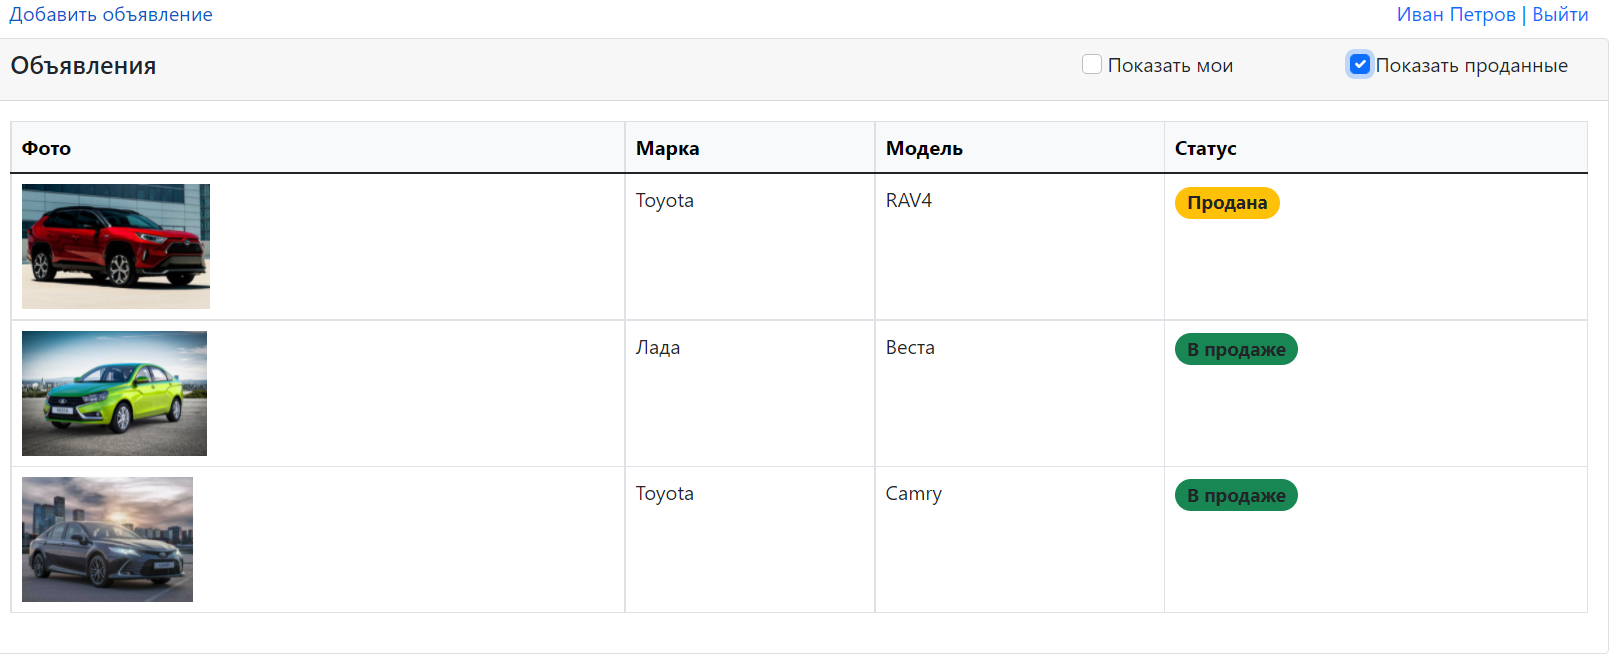 Добавить объявление
Иван Петров | Выйти
Объявления
Показать мои
Показать проданные
Фото Марка Модель Статус
Toyota RAV4 Продана
Лада Веста В продаже
Toyota Camry В продаже